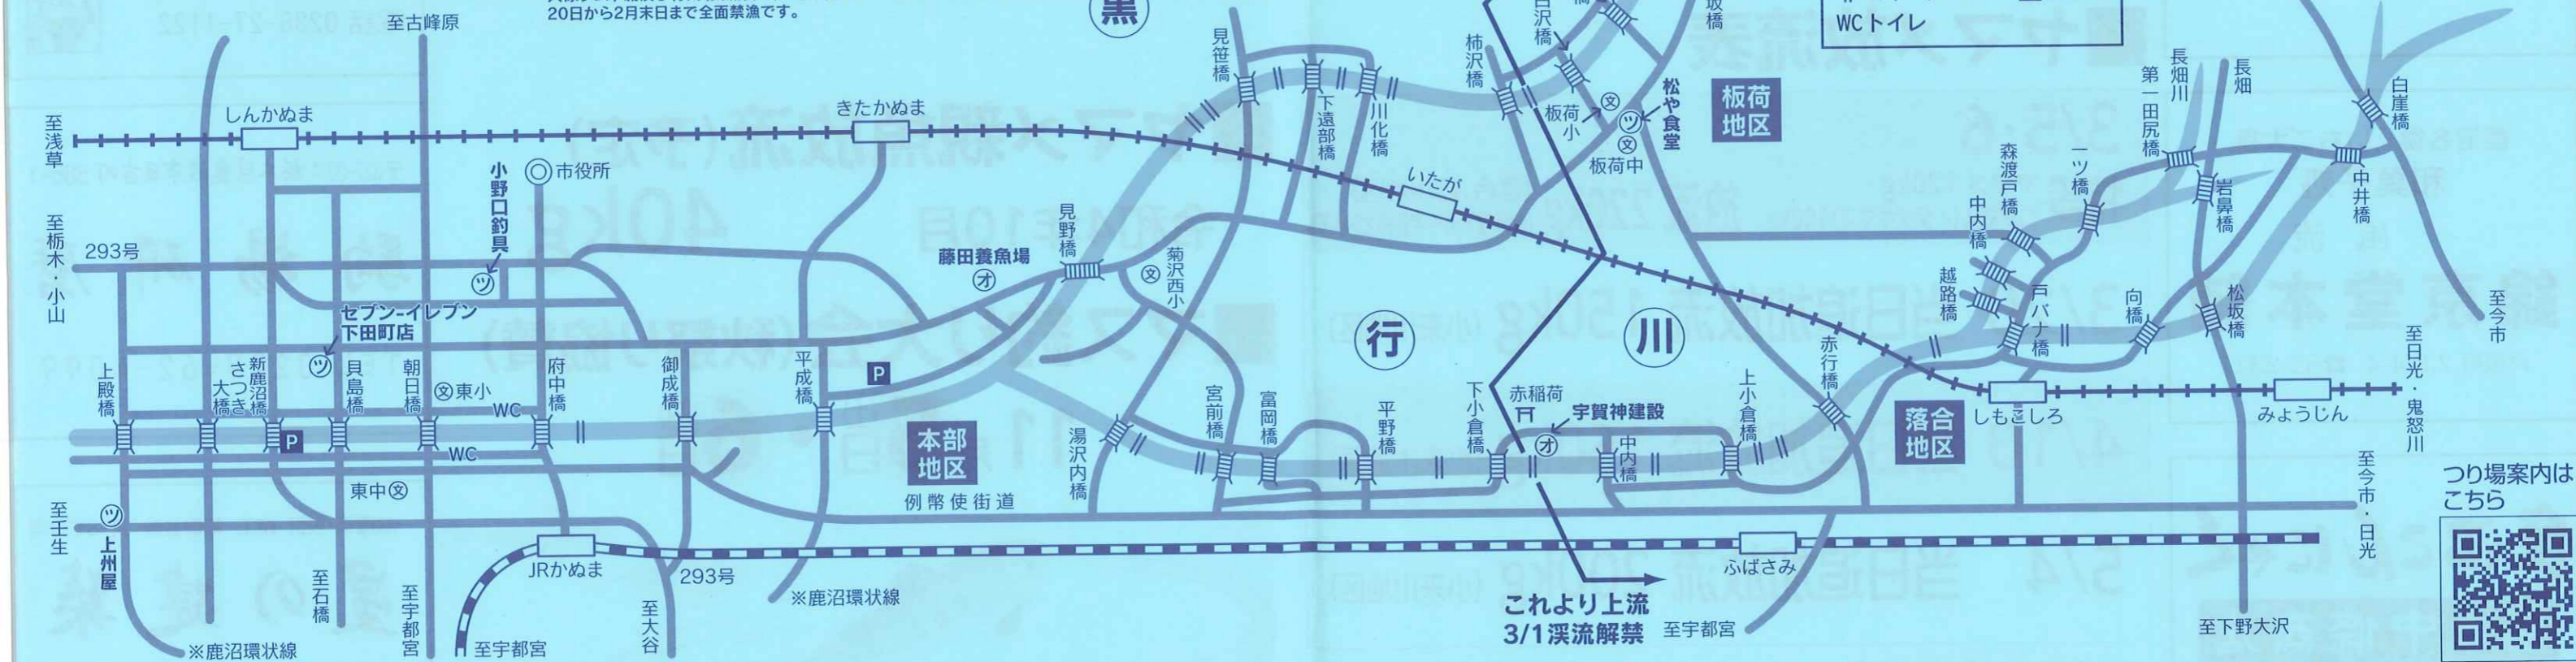 20日から2月末日まで全面禁漁です。
黒
WCトイレ
至古峰原
至浅草
しんかぬま
きたかぬま
いたが
小野口釣具
ツ
市役所
至栃木・小山
293号
セブン-イレブン
下田町店
ツ
藤田養魚場
オ
見野橋
文
菊沢西小
見笹橋
下遠部橋
川化橋
柿沢橋
白沢橋
坂橋
松や食堂
板荷小
文
ツ
文
板荷中
板荷
地区
長畑川
長畑
第一田尻橋
白崖橋
一ツ橋
森渡戸橋
中内橋
岩鼻橋
中井橋
越路橋
戸バナ橋
向橋
松坂橋
至今市
至日光・鬼怒川
上殿橋
さつき大橋
新鹿沼橋
P
貝島橋
朝日橋
文東小
WC
府中橋
御成橋
平成橋
P
WC
東中文
本部
地区
例幣使街道
湯沢内橋
宮前橋
富岡橋
平野橋
行
川
下小倉橋
赤稲荷
宇賀神建設
オ
中内橋
上小倉橋
赤行橋
落合
地区
しもごしろ
みょうじん
至今市・日光
至壬生
ツ
上州屋
至石橋
至宇都宮
JRかぬま
至宇都宮
293号
至大谷
※鹿沼環状線
※鹿沼環状線
ふばさみ
これより上流
3/1渓流解禁
至宇都宮
至下野大沢
つり場案内は
こちら